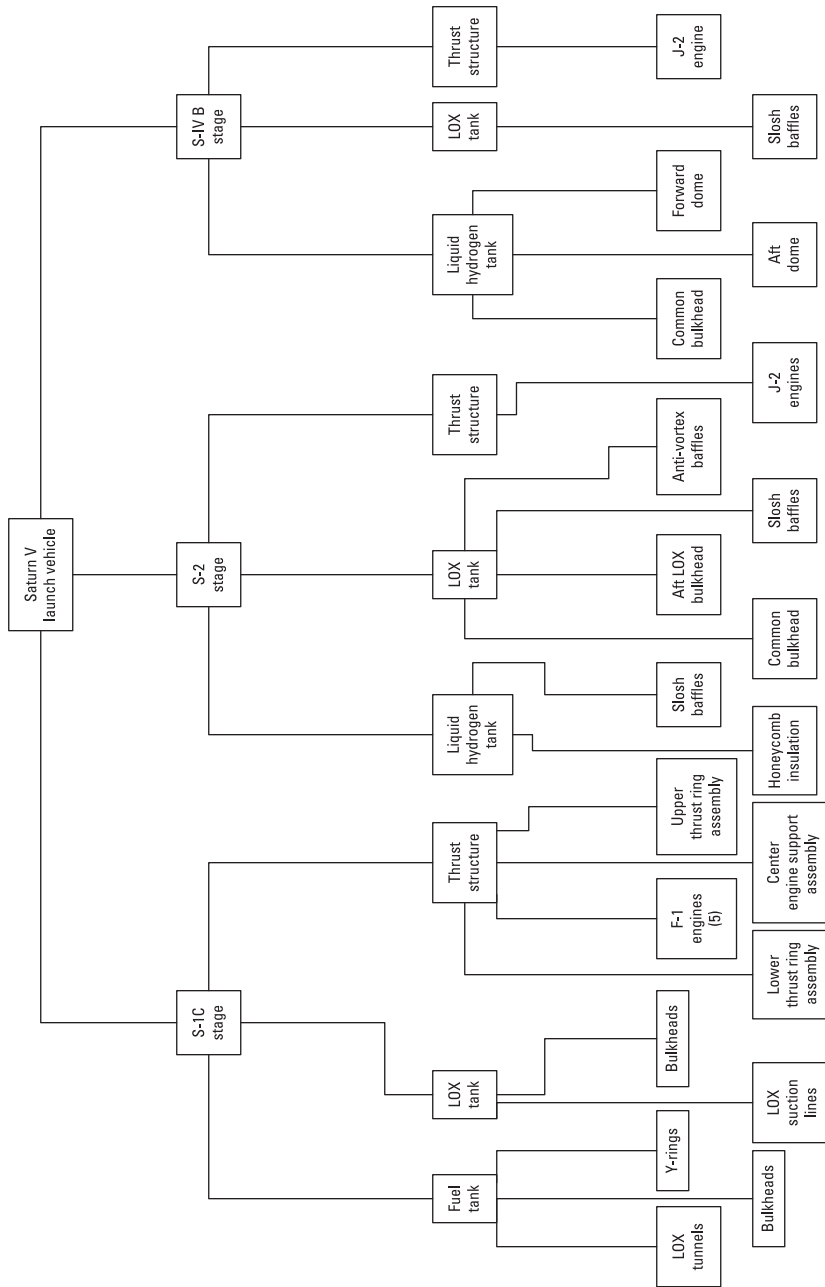 Saturn V
launch vehicle
S-1C
stage
S-2
stage
S-IV B
stage
Fuel
tank
LOX
tank
Thrust
structure
Liquid
hydrogen
tank
LOX
tank
Thrust
structure
Liquid
hydrogen
tank
LOX
tank
Thrust
structure
LOX
tunnels
Y-rings
Bulkheads
F-1
engines
(5)
Upper
thrust ring
assembly
Slosh
baffles
Aft LOX
bulkhead
Anti-vortex
baffles
Common
bulkhead
Forward
dome
J-2
engine
Bulkheads
LOX
suction
lines
Lower
thrust ring
assembly
Center
engine support
assembly
Honeycomb
insulation
Common
bulkhead
Slosh
baffles
J-2
engines
Aft
dome
Slosh
baffles